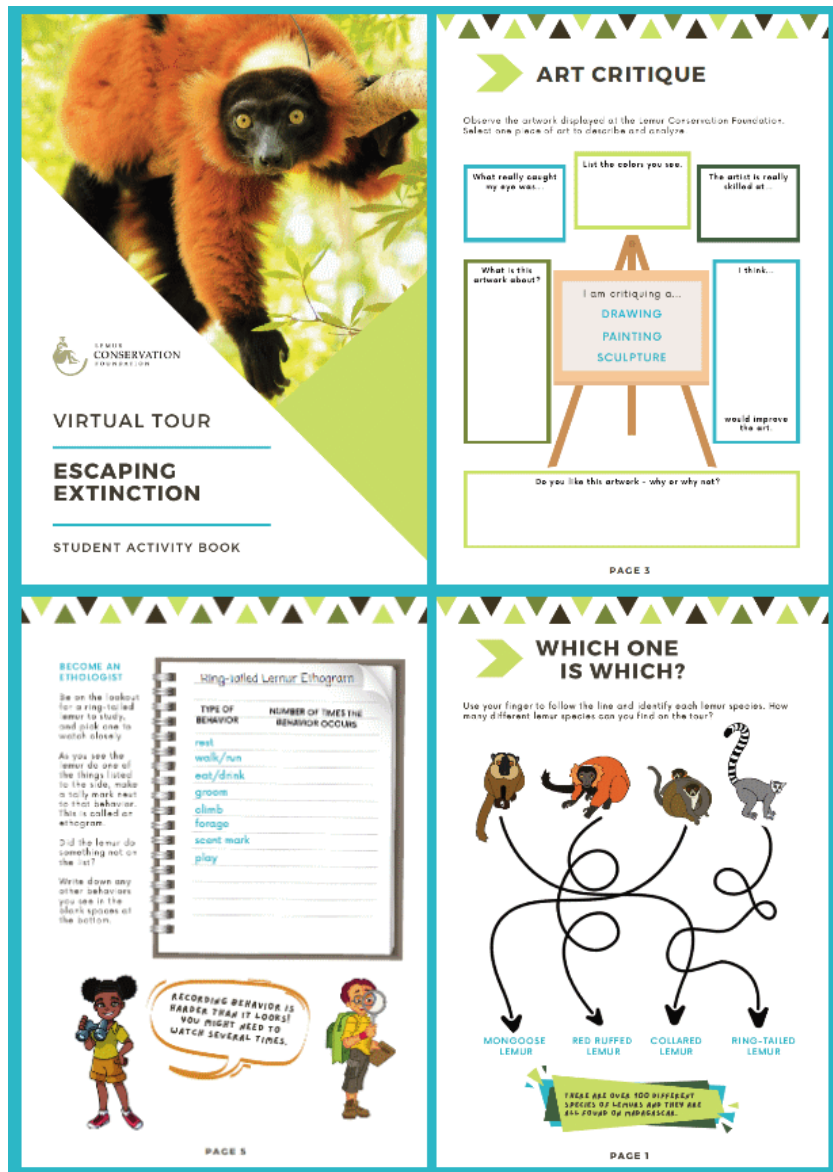 LEMUR
CONSERVATION
FOUNDATION
VIRTUAL TOUR
ESCAPING
EXTINCTION
STUDENT ACTIVITY BOOK
ART CRITIQUE
Observe the artwork displayed at the Lemur Conservation Foundation.
Select one piece of art to describe and analyze
What really caught
my eye was...
List the colors you see.
The artist is really
skilled at...
What is this
artwork about?
I am critiquing a...
DRAWING
PAINTING
SCULPTURE
I think...
would improve
the art.
Do you like this artwork - why or why not?
PAGE 3
BECOME AN
ETHOLOGIST
Be on the lookout
for a ring-tailed
lemur to study,
and pick one to
watch closely
As you see the
lemur do one of
the things listed
to the side, make
a tally mark next
to that behavior.
This is called an
ethogram.
Did the lemur do
something not on
the list?
Write down any
other behaviors
you see in the
blank spaces at
the bottom.
Ring-tailed Lemur Ethogram
TYPE OF
BEHAVIOR
NUMBER OF TIMES THE
BEHAVIOR OCCURS
rest
walk/run
eat/drink
groom
climb
forage
scent mark
play
RECORDING BEHAVIOR IS
HARDER THAN IT LOOKS!
YOU MIGHT NEED TO
WATCH SEVERAL TIMES.
PAGE 5
WHICH ONE
IS WHICH?
Use your finger to follow the line and identify each lemur species. How
many different lemur species can you find on the tour?
MONGOOSE
LEMUR
RED RUFFED
LEMUR
COLLARED
LEMUR
RING-TAILED
LEMUR
THERE ARE OVER 100 DIFFERENT
SPECIES OF LEMURS AND THEY ARE
ALL FOUND ON MADAGASCAR.
PAGE 1